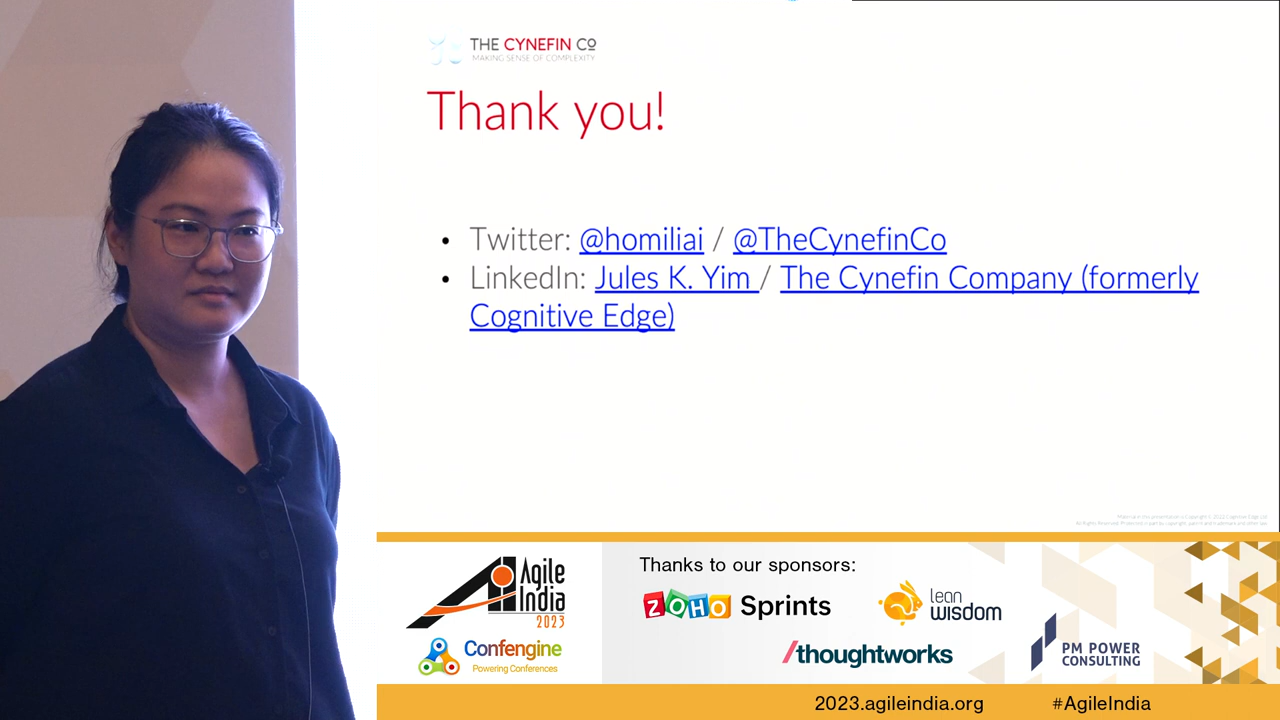 THE CYNEFIN Co
MAKING SENSE OF COMPLEXITY
Thank you!
• Twitter: @homiliai / @TheCynefinCo
• LinkedIn: Jules K. Yim / The Cynefin Company (formerly
Cognitive Edge)
Agile
India
2023
Confengine
Powering Conferences
Thanks to our sponsors:
ZOHO Sprints
lean
wisdom
/thoughtworks
PM POWER
CONSULTING
2023.agileindia.org
#AgileIndia